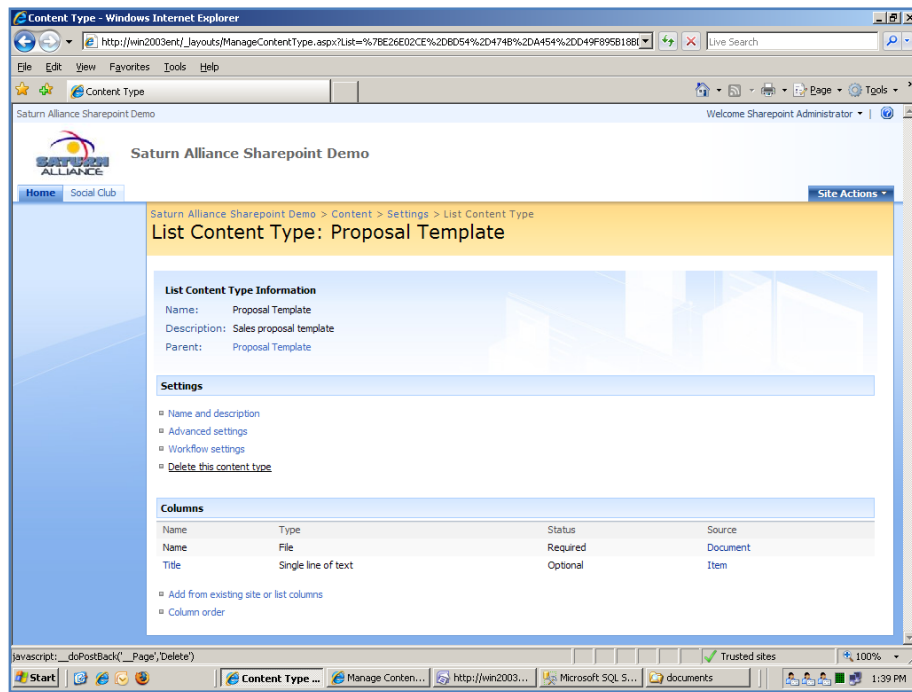 Content Type - Windows Internet Explorer
http://win2003ent/_layouts/ManageContentType.aspx?List=%7BE26E02CE%2DBD54%2D474B%2DA454%2DD49F895B18B(
Live Search
File Edit View Favorites Tools Help
Content Type
Page Tools
Saturn Alliance Sharepoint Demo
Welcome Sharepoint Administrator
SATURN
ALLIANCE
Saturn Alliance Sharepoint Demo
Home Social Club
Site Actions
Saturn Alliance Sharepoint Demo > Content > Settings > List Content Type
List Content Type: Proposal Template
List Content Type Information
Name: Proposal Template
Description: Sales proposal template
Parent: Proposal Template
Settings
Name and description
Advanced settings
Workflow settings
Delete this content type
Columns
Name Type Status Source
Name File Required Document
Title Single line of text Optional Item
Add from existing site or list columns
Column order
javascript:__doPostBack('__Page','Delete')
Trusted sites
100%
Start
Content Type ...
Manage Conten...
http://win2003...
Microsoft SQL S...
documents
1:39 PM